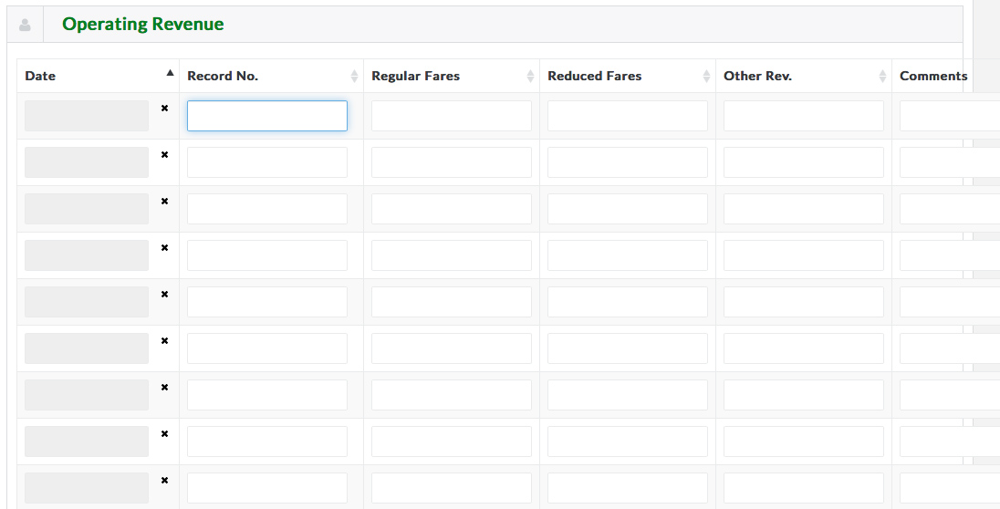 Operating Revenue
Date Record No. Regular Fares Reduced Fares Other Rev. Comments